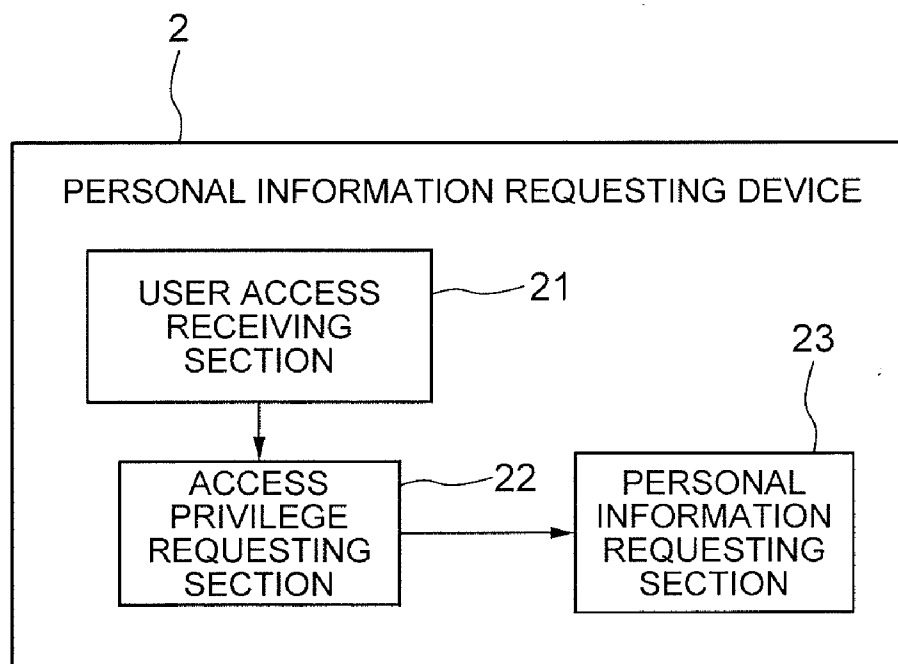 2
PERSONAL INFORMATION REQUESTING DEVICE
USER ACCESS
RECEIVING
SECTION
21
23
ACCESS
PRIVILEGE
REQUESTING
SECTION
22
PERSONAL
INFORMATION
REQUESTING
SECTION